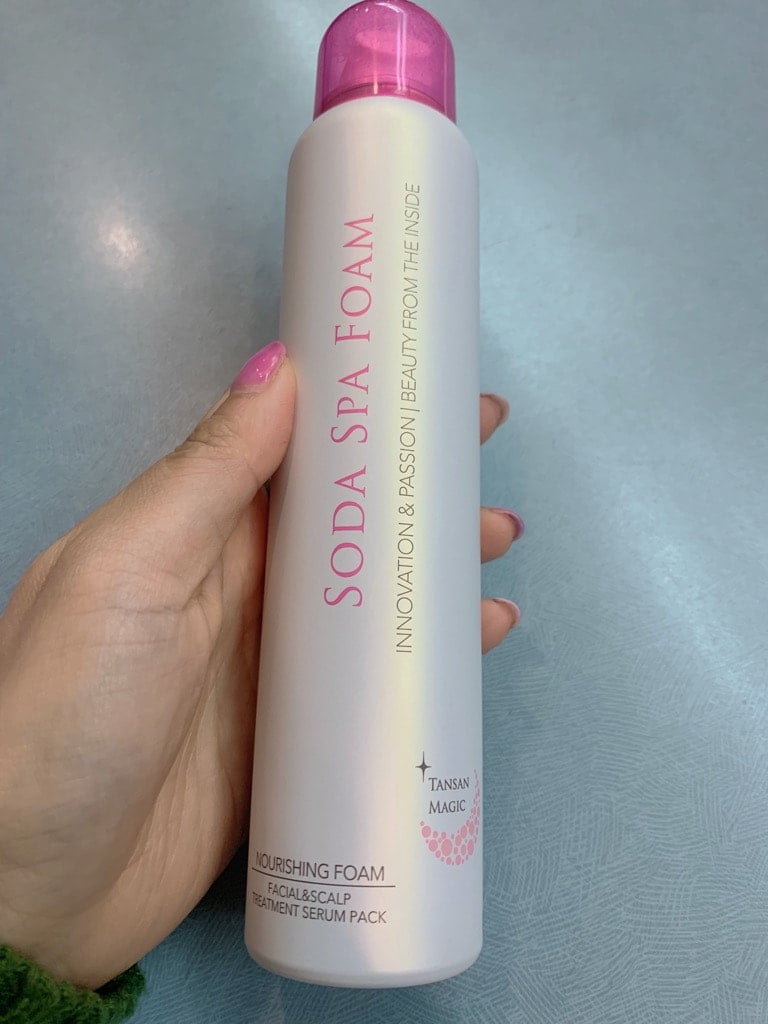 SODA SPA FOAM
INNOVATION & PASSION | BEAUTY FROM THE INSIDE
TANSAN
MAGIC
NOURISHING FOAM
FACIAL&SCALP
TREATMENT SERUM PACK